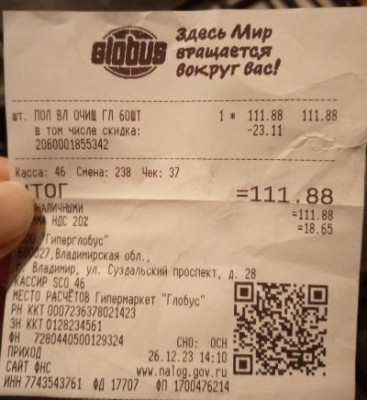 Globus
Здесь Мир
вращается
вокруг вас!
шт. ПОЛ ВЛ ОЧИЩ ГЛ 60ШТ 1 * 111.88 111.88
в том числе скидка: -23.11
2060001855342
Касса: 46 Смена: 238 Чек: 37
ИТОГ =111.88
=111.88
НДС 20% =18.65
"Гиперглобус"
600027,Владимирская обл.,
г. Владимир, ул. Суздальский проспект, д. 28
КАССИР SCO_46
МЕСТО РАСЧЁТОВ Гипермаркет "Глобус"
РН ККТ 0007236378021423
ЗН ККТ 0128234561
ФН 7280440500129324 СНО: ОСН
ПРИХОД 26.12.23 14:10
САЙТ ФНС www.nalog.gov.ru
ИНН 7743543761 ФД 17707 ФП 1700476214